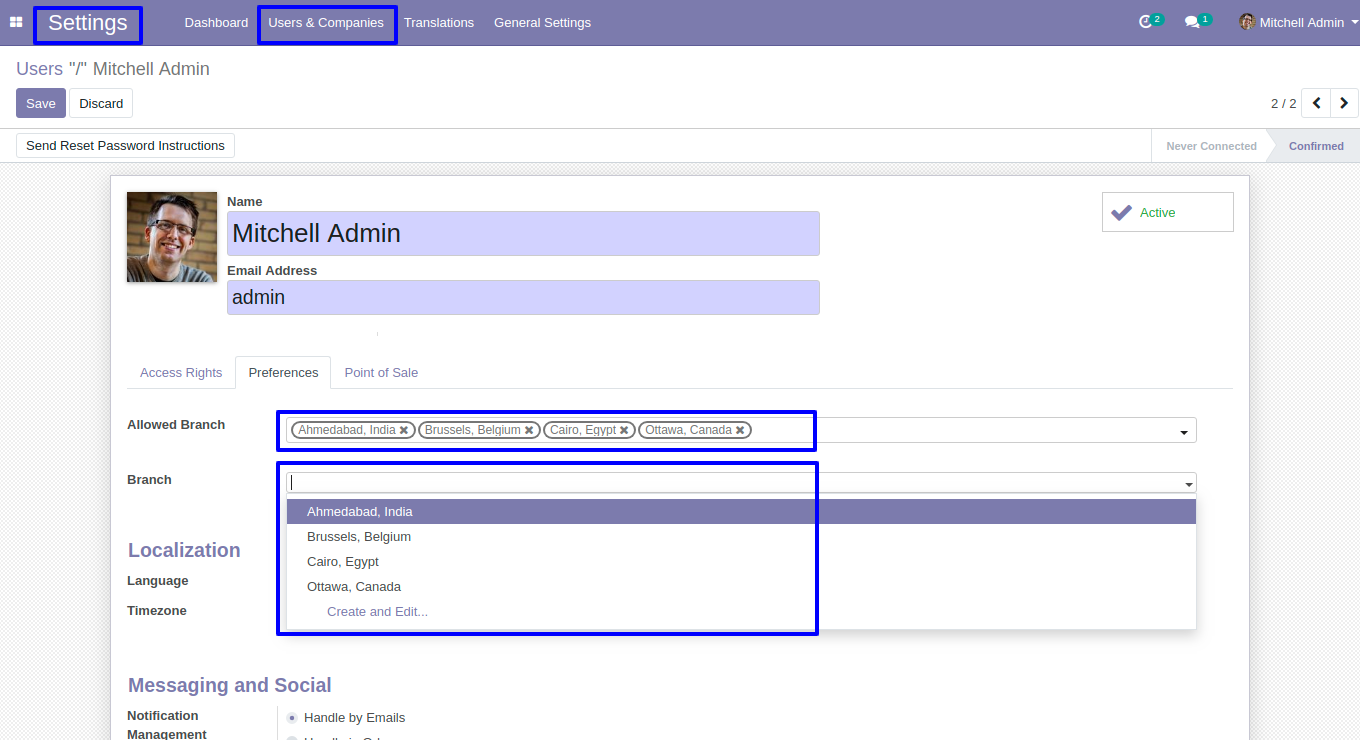 Settings Dashboard Users & Companies Translations General Settings 2 1 Mitchell Admin
Users "/" Mitchell Admin
Save Discard 2 / 2
Send Reset Password Instructions Never Connected Confirmed
Name
Mitchell Admin
Active
Email Address
admin
Access Rights Preferences Point of Sale
Allowed Branch Ahmedabad, India Brussels, Belgium Cairo, Egypt Ottawa, Canada
Branch
Ahmedabad, India
Brussels, Belgium
Cairo, Egypt
Localization
Language
Ottawa, Canada
Timezone
Create and Edit...
Messaging and Social
Notification Handle by Emails
Management